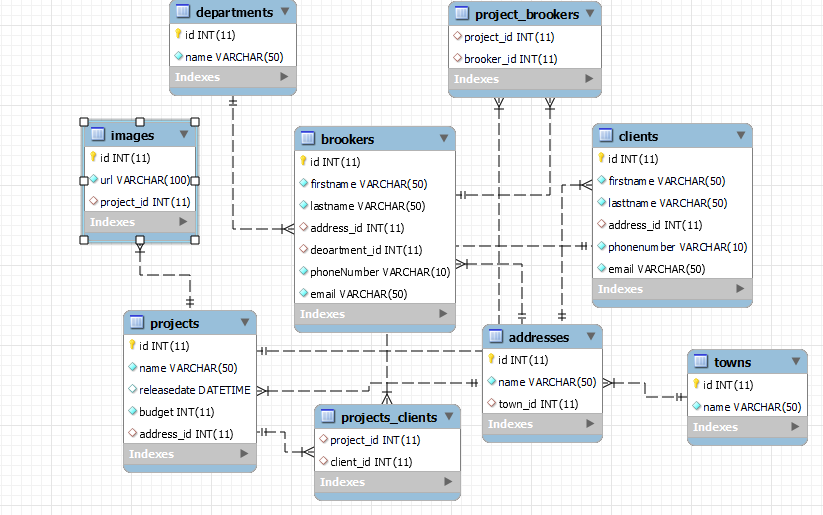 departments
id INT(11)
name VARCHAR(50)
Indexes
project_brookers
project_id INT(11)
brooker_id INT(11)
Indexes
images
id INT(11)
url VARCHAR(100)
project_id INT(11)
Indexes
brookers
id INT(11)
firstname VARCHAR(50)
lastname VARCHAR(50)
address_id INT(11)
deoartment_id INT(11)
phoneNumber VARCHAR(10)
email VARCHAR(50)
Indexes
clients
id INT(11)
firstname VARCHAR(50)
lasttname VARCHAR(50)
address_id INT(11)
phonenumber VARCHAR(10)
email VARCHAR(50)
Indexes
projects
id INT(11)
name VARCHAR(50)
releasedate DATETIME
budget INT(11)
address_id INT(11)
Indexes
projects_clients
project_id INT(11)
client_id INT(11)
Indexes
addresses
id INT(11)
name VARCHAR(50)
town_id INT(11)
Indexes
towns
id INT(11)
name VARCHAR(50)
Indexes